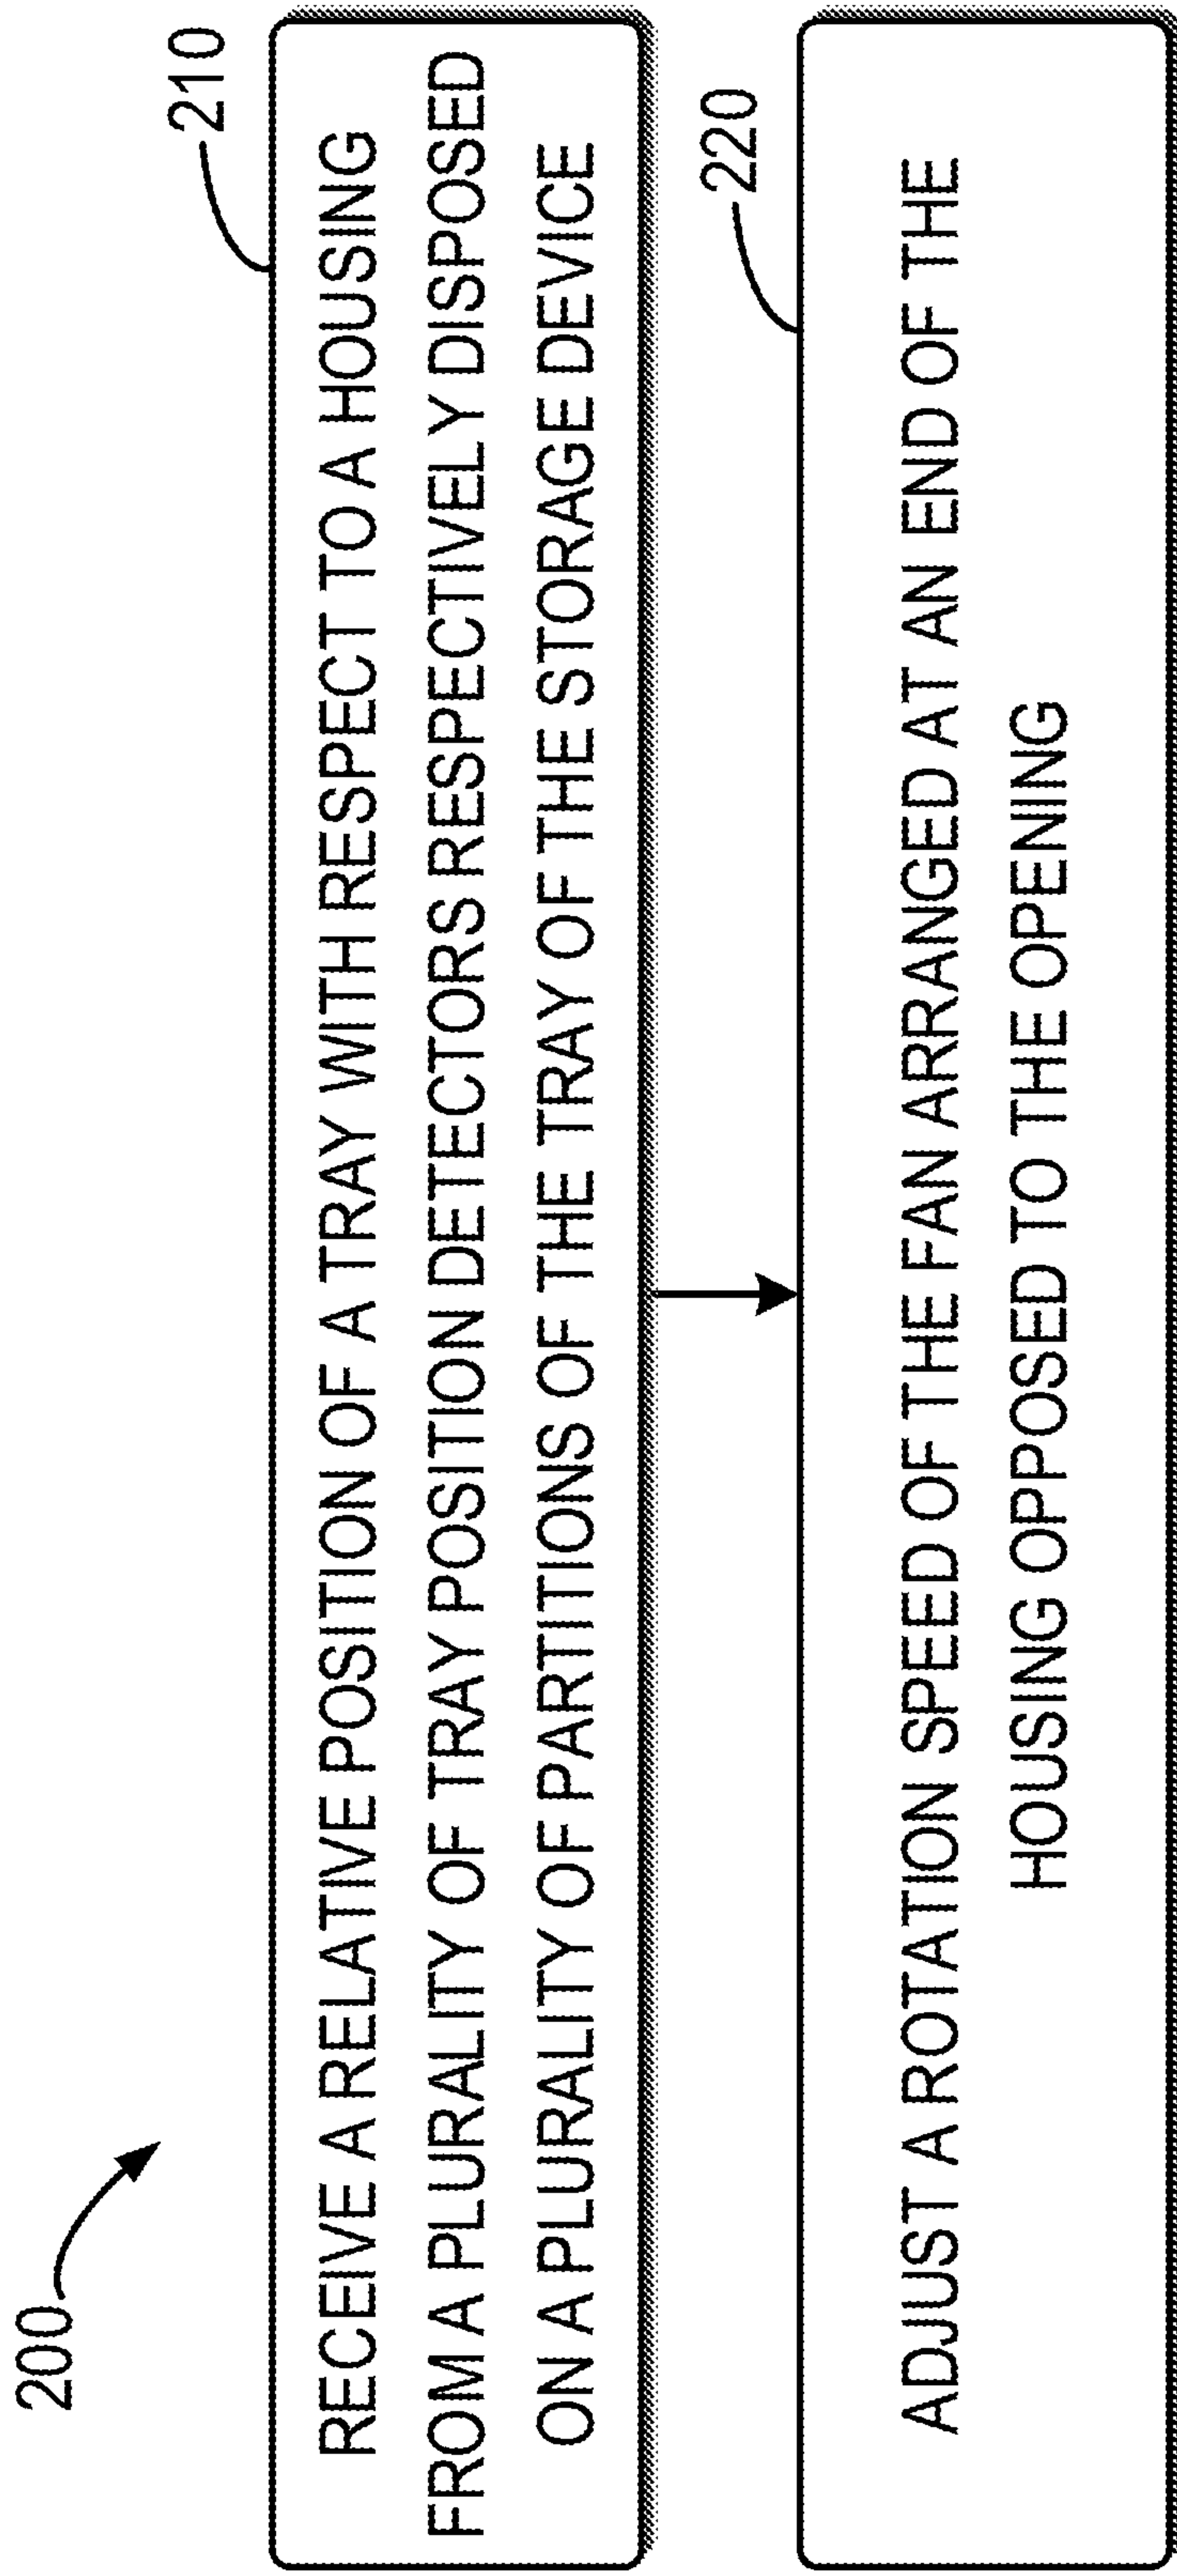 200
210
RECEIVE A RELATIVE POSITION OF A TRAY WITH RESPECT TO A HOUSING
FROM A PLURALITY OF TRAY POSITION DETECTORS RESPECTIVELY DISPOSED
ON A PLURALITY OF PARTITIONS OF THE TRAY OF THE STORAGE DEVICE
220
ADJUST A ROTATION SPEED OF THE FAN ARRANGED AT AN END OF THE
HOUSING OPPOSED TO THE OPENING